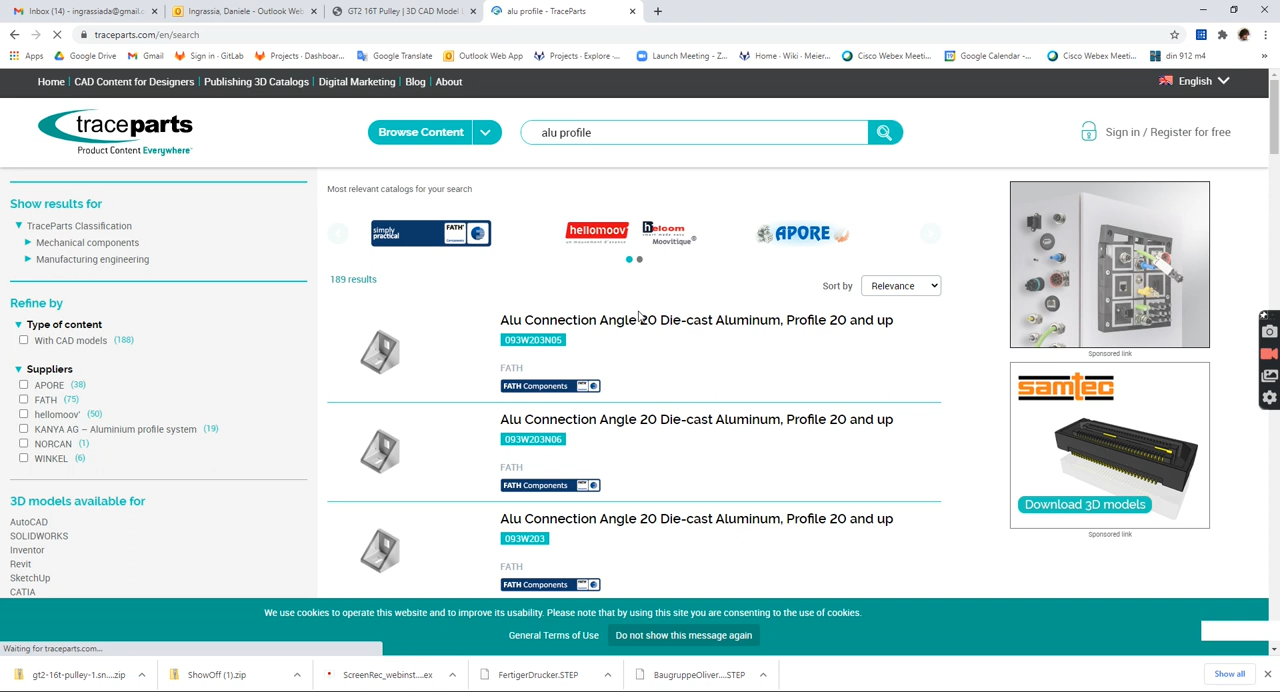 Inbox (14) - ingrassiada@gmail.c
Ingrassia, Daniele - Outlook Web
GT2 16T Pulley | 3D CAD Model
alu profile - TraceParts
traceparts.com/en/search
Apps
Google Drive
Gmail
Sign in · GitLab
Projects · Dashboar...
Google Translate
Outlook Web App
Projects · Explore ·...
Launch Meeting - Z...
Home · Wiki · Meier...
Cisco Webex Meeti...
Google Calendar -...
Cisco Webex Meeti...
din 912 m4
Home | CAD Content for Designers | Publishing 3D Catalogs | Digital Marketing | Blog | About
English
traceparts
Product Content Everywhere
Browse Content
alu profile
Sign in / Register for free
Show results for
TraceParts Classification
Mechanical components
Manufacturing engineering
Refine by
Type of content
With CAD models (188)
Suppliers
APORE (38)
FATH (75)
hellomoov' (50)
KANYA AG – Aluminium profile system (19)
NORCAN (1)
WINKEL (6)
3D models available for
AutoCAD
SOLIDWORKS
Inventor
Revit
SketchUp
CATIA
Most relevant catalogs for your search
simply practical FATH
hellomoov' helcom Moovitique®
APORE
189 results
Sort by Relevance
Alu Connection Angle 20 Die-cast Aluminum, Profile 20 and up
093W203N05
FATH
FATH Components
Alu Connection Angle 20 Die-cast Aluminum, Profile 20 and up
093W203N06
FATH
FATH Components
Alu Connection Angle 20 Die-cast Aluminum, Profile 20 and up
093W203
FATH
FATH Components
Sponsored link
samtec
Download 3D models
Sponsored link
We use cookies to operate this website and to improve its usability. Please note that by using this site you are consenting to the use of cookies.
General Terms of Use
Do not show this message again
Waiting for traceparts.com...
gt2-16t-pulley-1.sn....zip
ShowOff (1).zip
ScreenRec_webinst....ex
FertigerDrucker.STEP
BaugruppeOliver....STEP
Show all